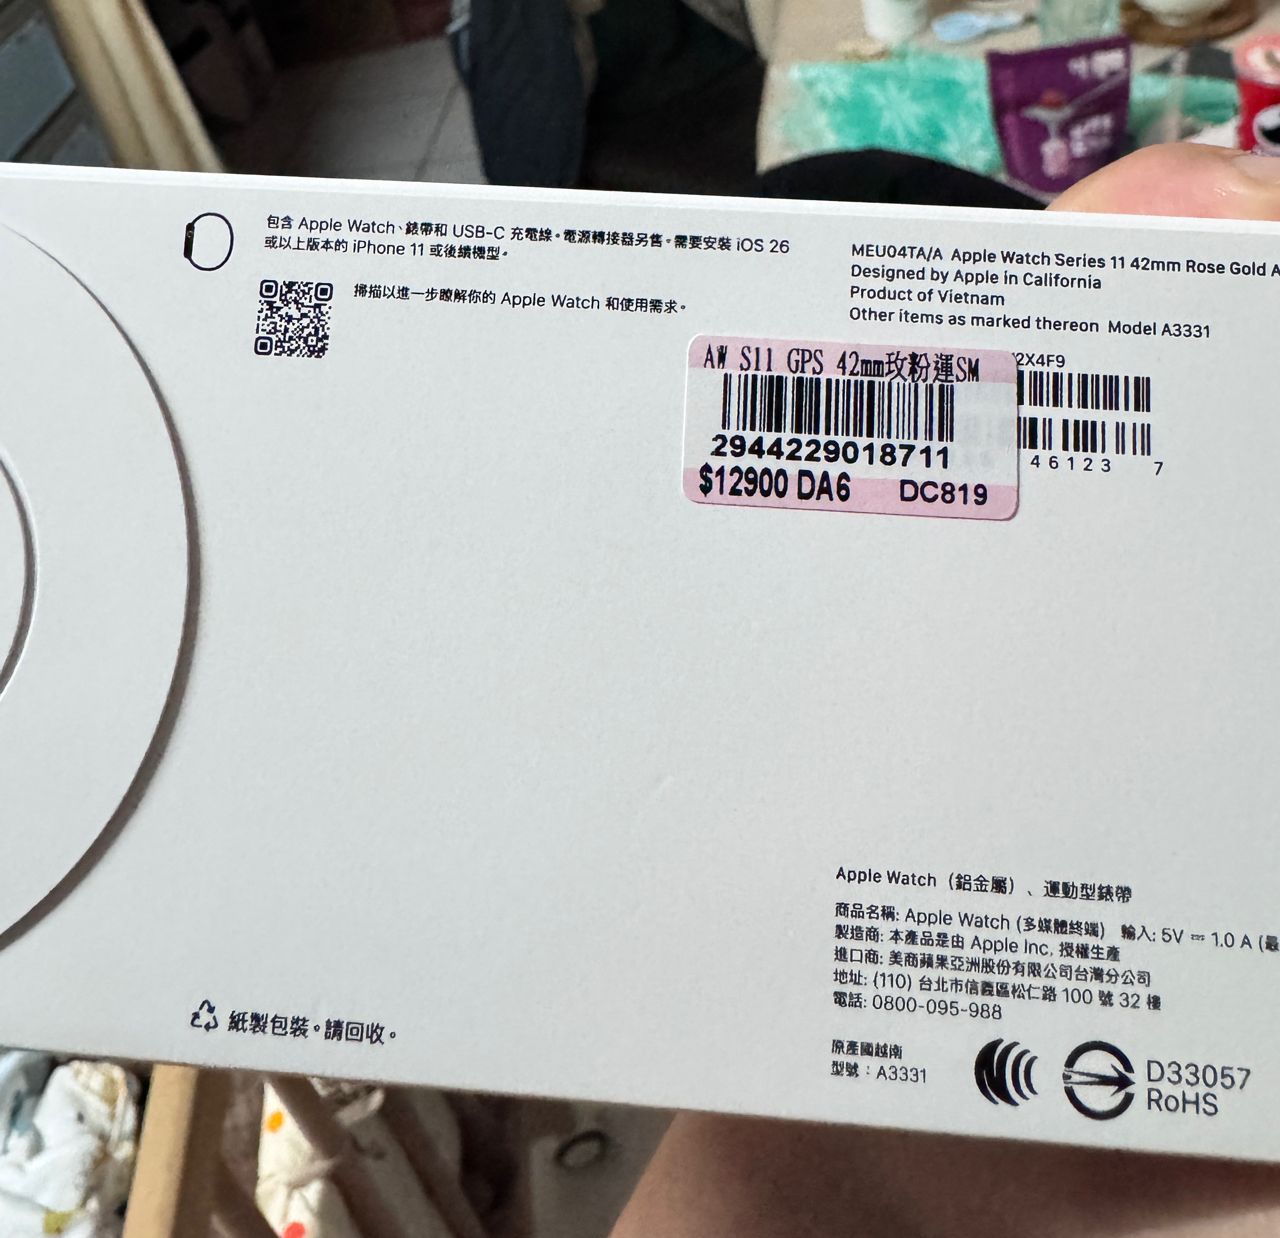 包含 Apple Watch、錶帶和 USB-C 充電線。電源轉接器另售。需要安裝 iOS 26
或以上版本的 iPhone 11 或後續機型。
掃描以進一步瞭解你的 Apple Watch 和使用需求。
MEU04TA/A Apple Watch Series 11 42mm Rose Gold A
Designed by Apple in California
Product of Vietnam
Other items as marked thereon Model A3331
2X4F9
AW S11 GPS 42mm玫粉運SM
2944229018711
$12900 DA6 DC819
46123 7
Apple Watch（鋁金屬）、運動型錶帶
商品名稱: Apple Watch (多媒體終端) 輸入: 5V ⎓ 1.0 A (最
製造商: 本產品是由 Apple Inc. 授權生產
進口商: 美商蘋果亞洲股份有限公司台灣分公司
地址: (110) 台北市信義區松仁路 100 號 32 樓
電話: 0800-095-988
原產國越南
型號：A3331
D33057
RoHS
紙製包裝。請回收。